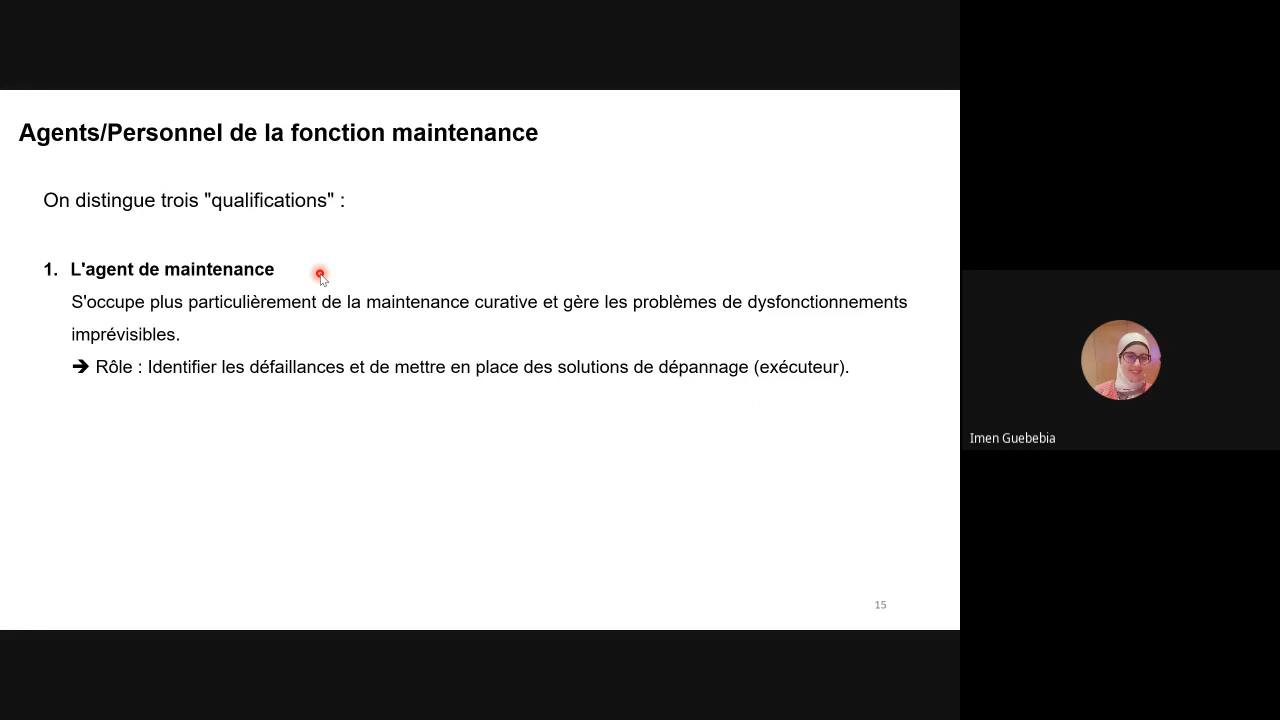 Agents/Personnel de la fonction maintenance
On distingue trois "qualifications" :
1. L'agent de maintenance
S'occupe plus particulièrement de la maintenance curative et gère les problèmes de dysfonctionnements
imprévisibles.
➔ Rôle : Identifier les défaillances et de mettre en place des solutions de dépannage (exécuteur).
Imen Guebebia
15